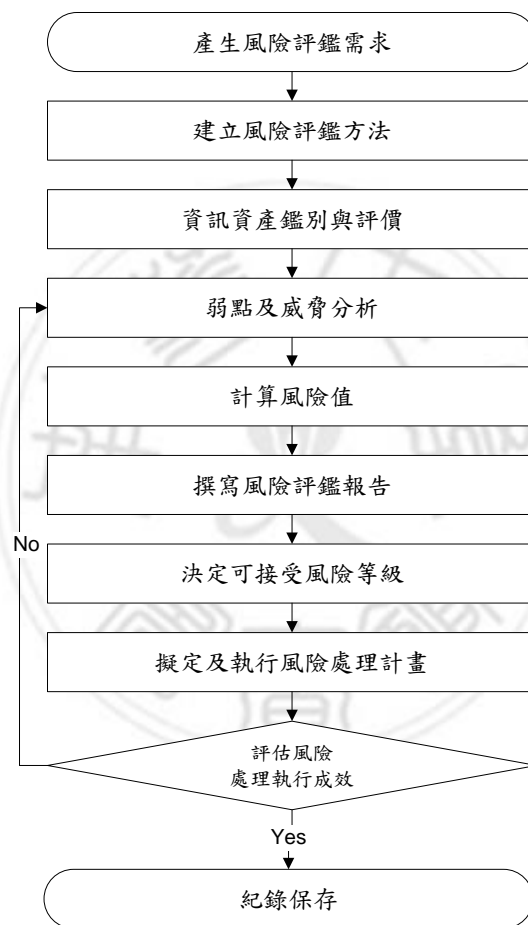 產生風險評鑑需求
建立風險評鑑方法
資訊資產鑑別與評價
弱點及威脅分析
計算風險值
撰寫風險評鑑報告
No
決定可接受風險等級
擬定及執行風險處理計畫
評估風險
處理執行成效
Yes
紀錄保存